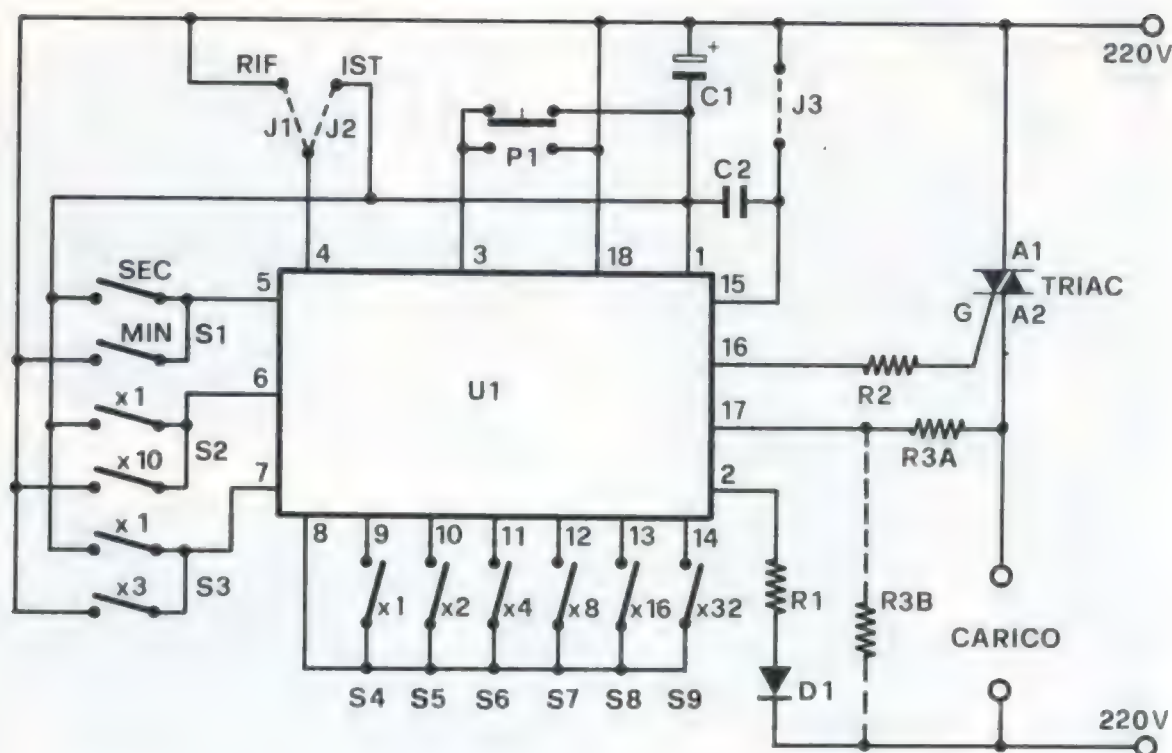 220V
RIF IST
C1 +
J1 J2 J3
P1
C2
4 3 18 1
SEC 5 15
A1
TRIAC
MIN S1
G A2
16
U1
x1 6
R2
S2 17
x10 7
R3A
2
x1
8 9 10 11 12 13 14
S3
x3
x1 x2 x4 x8 x16 x32
R1 R3B
CARICO
S4 S5 S6 S7 S8 S9
D1
220V